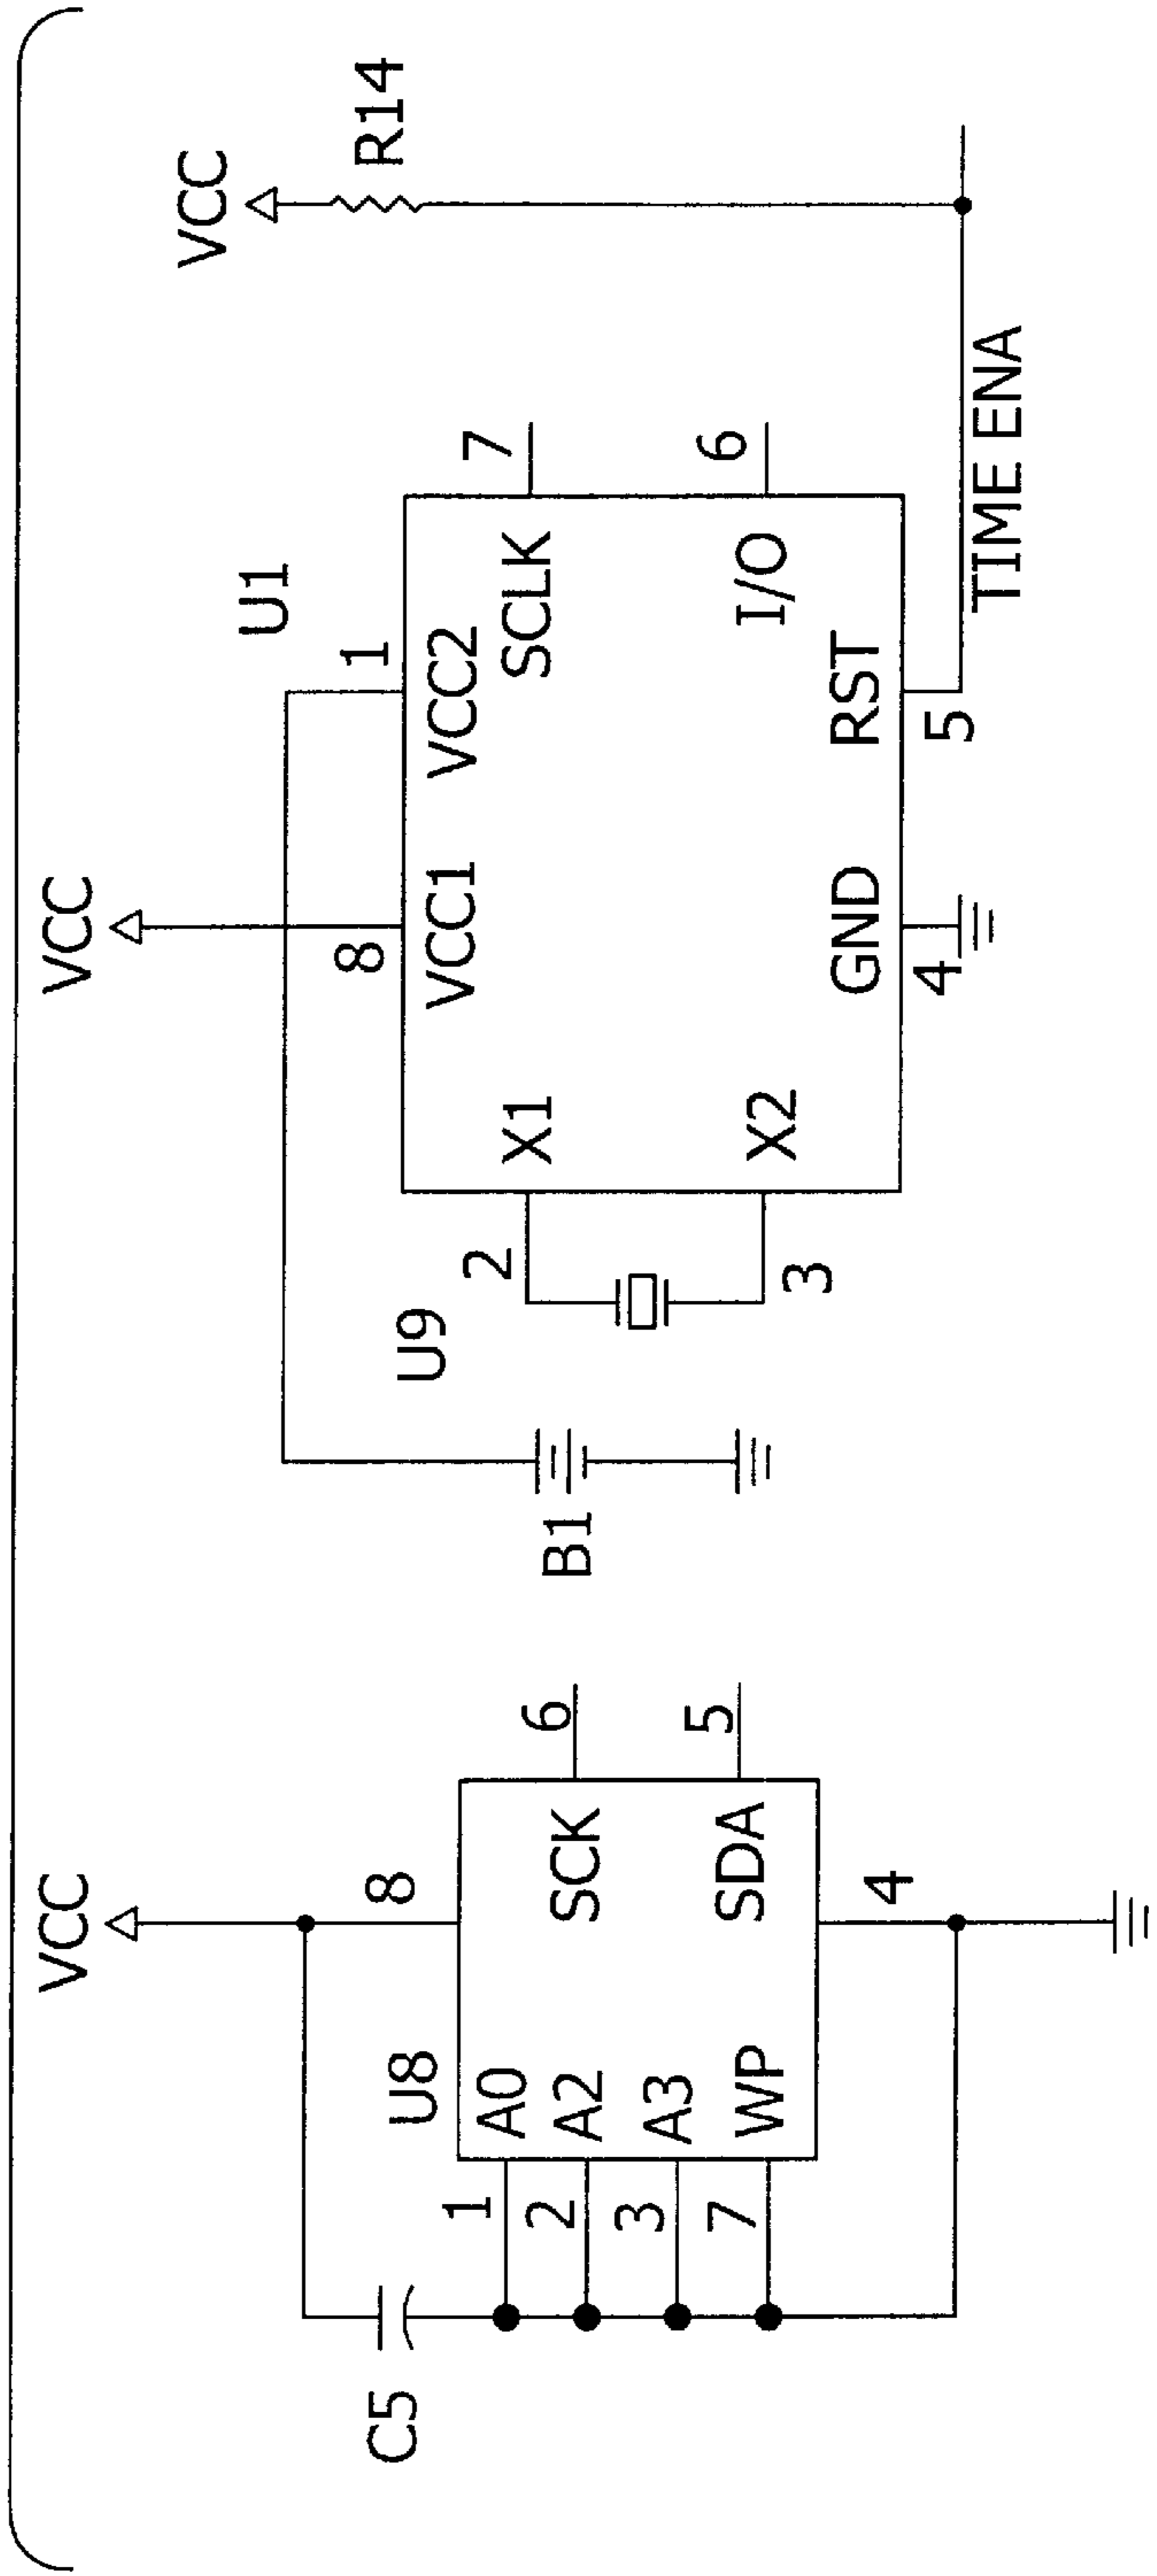 VCC
C5
U8
8
1
A0
2
A2
SCK
6
3
A3
7
WP
SDA
5
4
VCC
VCC
B1
U9
U1
8
1
VCC1
VCC2
2
X1
SCLK
7
3
X2
I/O
6
GND
RST
4
5
TIME ENA
R14